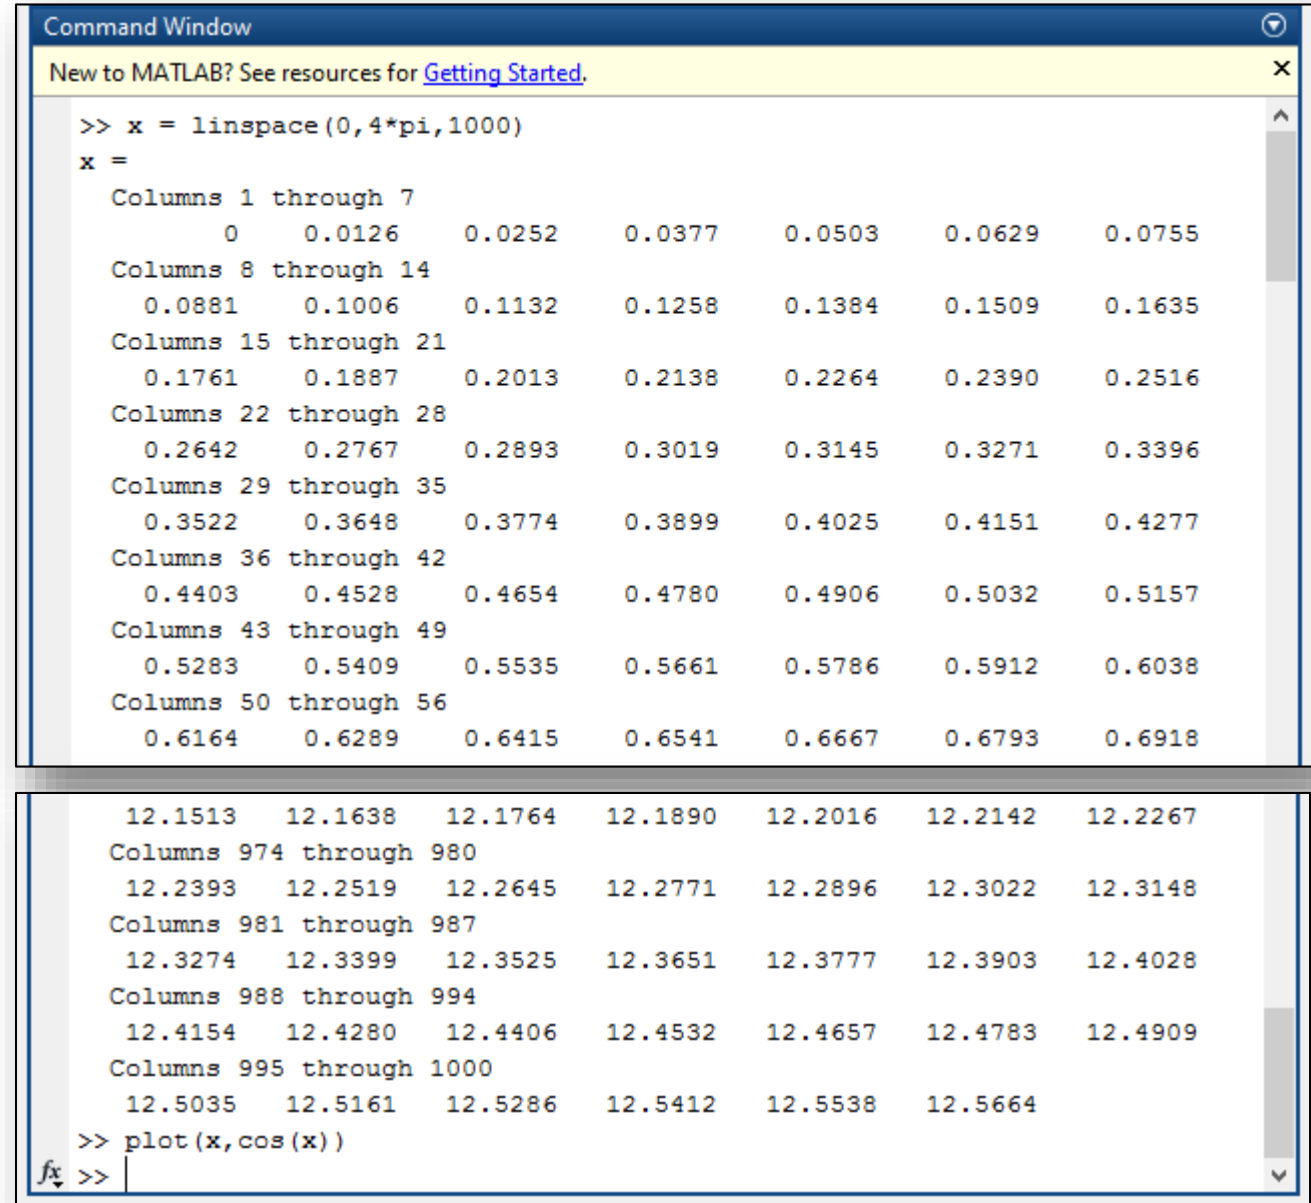 Command Window
New to MATLAB? See resources for Getting Started.
>> x = linspace(0,4*pi,1000)
x =
Columns 1 through 7
0 0.0126 0.0252 0.0377 0.0503 0.0629 0.0755
Columns 8 through 14
0.0881 0.1006 0.1132 0.1258 0.1384 0.1509 0.1635
Columns 15 through 21
0.1761 0.1887 0.2013 0.2138 0.2264 0.2390 0.2516
Columns 22 through 28
0.2642 0.2767 0.2893 0.3019 0.3145 0.3271 0.3396
Columns 29 through 35
0.3522 0.3648 0.3774 0.3899 0.4025 0.4151 0.4277
Columns 36 through 42
0.4403 0.4528 0.4654 0.4780 0.4906 0.5032 0.5157
Columns 43 through 49
0.5283 0.5409 0.5535 0.5661 0.5786 0.5912 0.6038
Columns 50 through 56
0.6164 0.6289 0.6415 0.6541 0.6667 0.6793 0.6918
12.1513 12.1638 12.1764 12.1890 12.2016 12.2142 12.2267
Columns 974 through 980
12.2393 12.2519 12.2645 12.2771 12.2896 12.3022 12.3148
Columns 981 through 987
12.3274 12.3399 12.3525 12.3651 12.3777 12.3903 12.4028
Columns 988 through 994
12.4154 12.4280 12.4406 12.4532 12.4657 12.4783 12.4909
Columns 995 through 1000
12.5035 12.5161 12.5286 12.5412 12.5538 12.5664
>> plot(x,cos(x))
fx >>